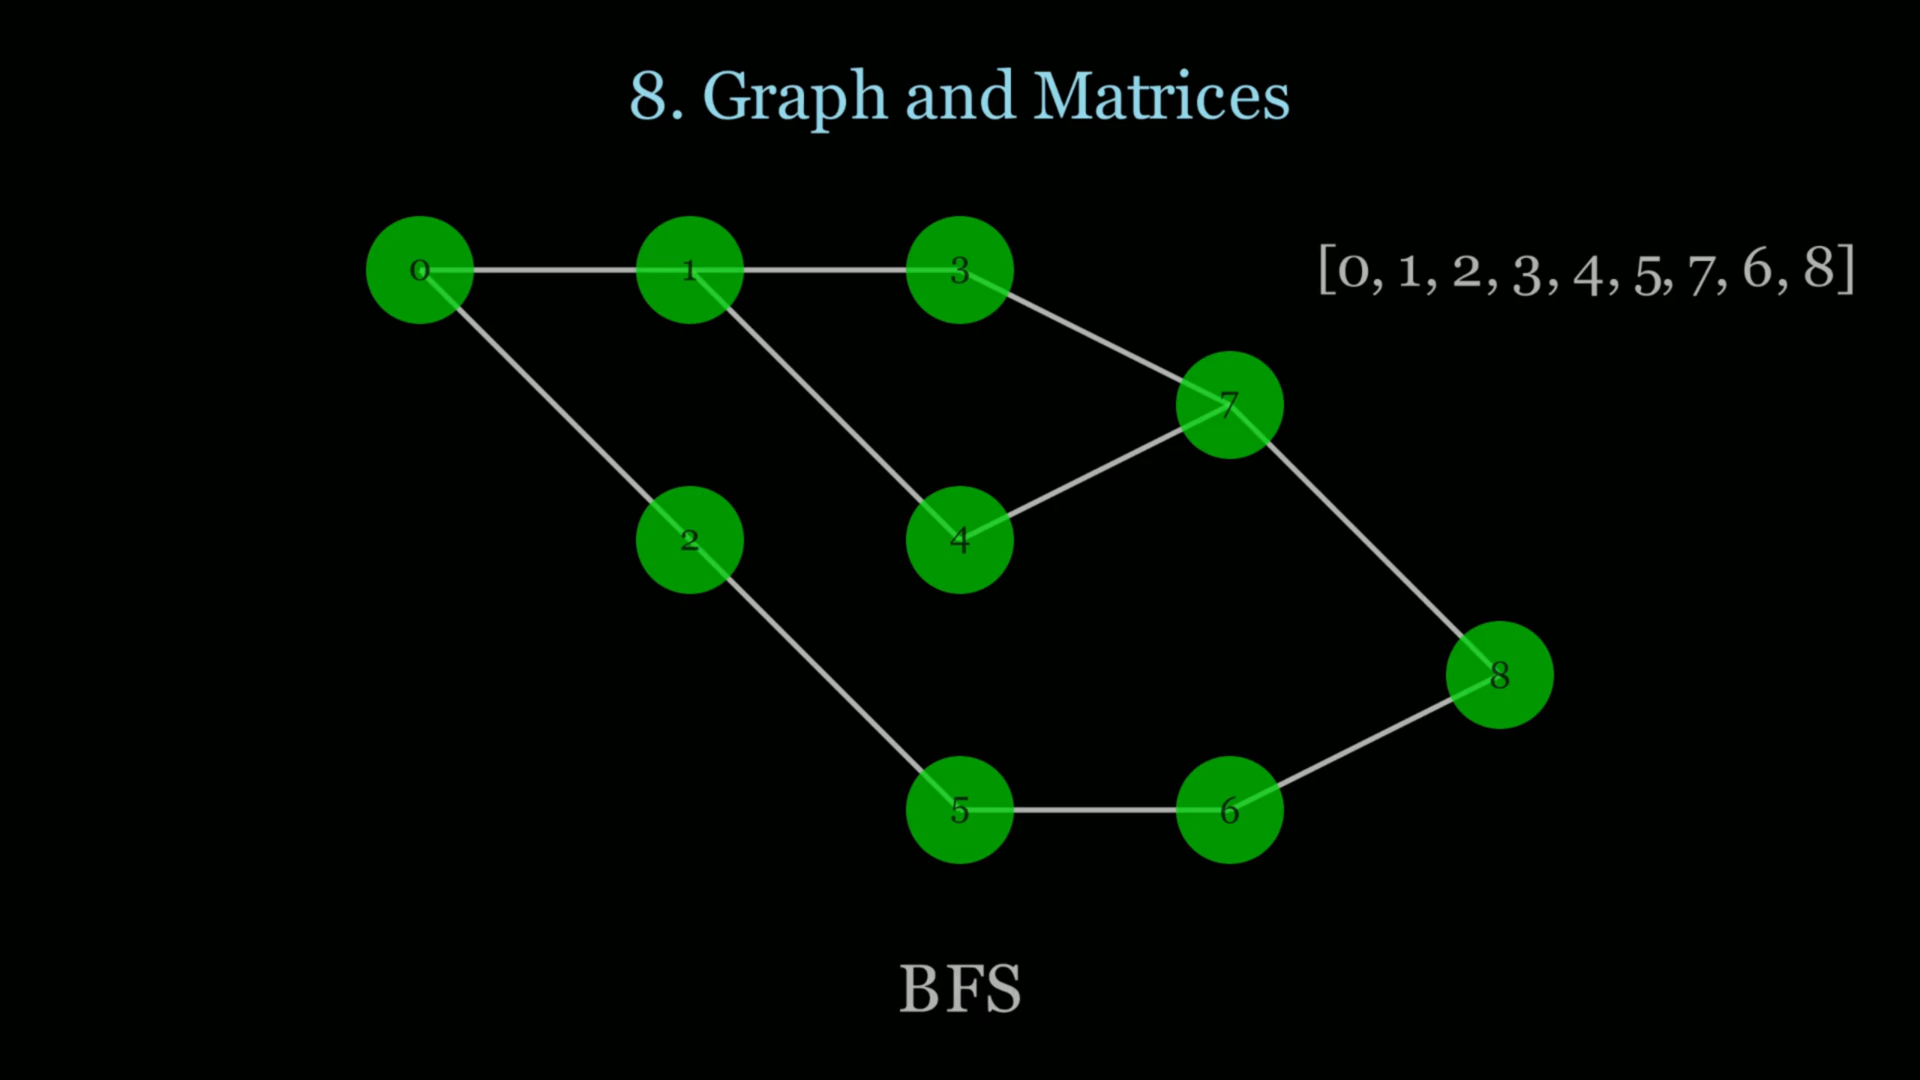 8. Graph and Matrices
0 1 3 [0, 1, 2, 3, 4, 5, 7, 6, 8]
7
2 4
8
5 6
BFS